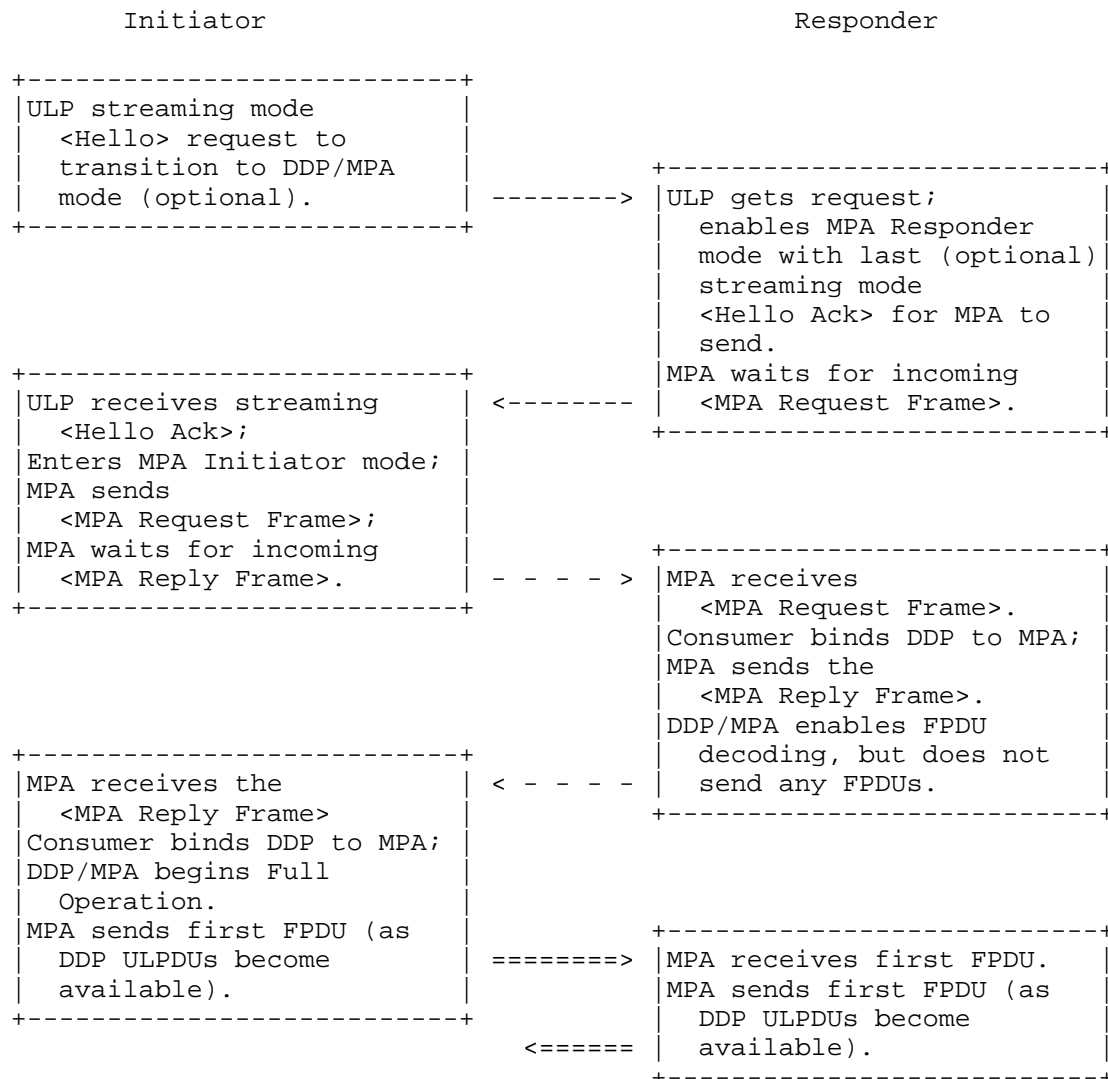 Initiator Responder
ULP streaming mode
<Hello> request to
transition to DDP/MPA
mode (optional).
-------->
ULP gets request;
enables MPA Responder
mode with last (optional)
streaming mode
<Hello Ack> for MPA to
send.
MPA waits for incoming
<MPA Request Frame>.
<--------
ULP receives streaming
<Hello Ack>;
Enters MPA Initiator mode;
MPA sends
<MPA Request Frame>;
MPA waits for incoming
<MPA Reply Frame>.
- - - - >
MPA receives
<MPA Request Frame>.
Consumer binds DDP to MPA;
MPA sends the
<MPA Reply Frame>.
DDP/MPA enables FPDU
decoding, but does not
send any FPDUs.
< - - - -
MPA receives the
<MPA Reply Frame>
Consumer binds DDP to MPA;
DDP/MPA begins Full
Operation.
MPA sends first FPDU (as
DDP ULPDUs become
available).
========>
MPA receives first FPDU.
MPA sends first FPDU (as
DDP ULPDUs become
available).
<======